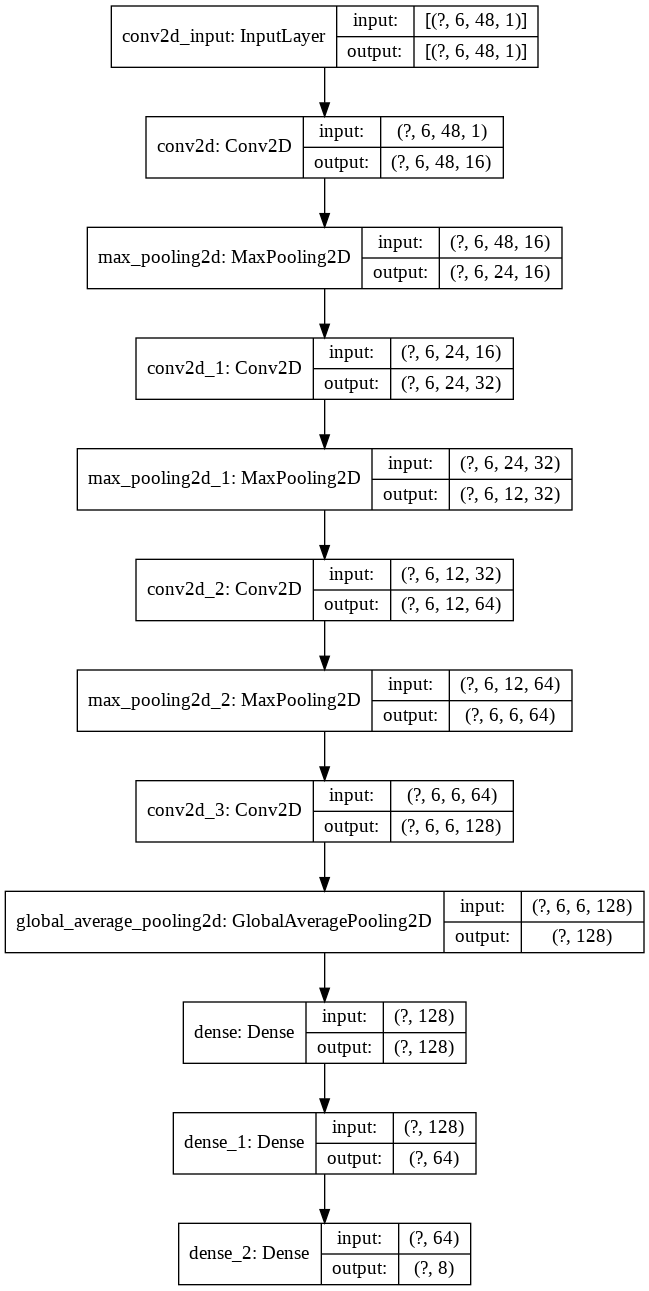 conv2d_input: InputLayer
input: [(?, 6, 48, 1)]
output: [(?, 6, 48, 1)]
conv2d: Conv2D
input: (?, 6, 48, 1)
output: (?, 6, 48, 16)
max_pooling2d: MaxPooling2D
input: (?, 6, 48, 16)
output: (?, 6, 24, 16)
conv2d_1: Conv2D
input: (?, 6, 24, 16)
output: (?, 6, 24, 32)
max_pooling2d_1: MaxPooling2D
input: (?, 6, 24, 32)
output: (?, 6, 12, 32)
conv2d_2: Conv2D
input: (?, 6, 12, 32)
output: (?, 6, 12, 64)
max_pooling2d_2: MaxPooling2D
input: (?, 6, 12, 64)
output: (?, 6, 6, 64)
conv2d_3: Conv2D
input: (?, 6, 6, 64)
output: (?, 6, 6, 128)
global_average_pooling2d: GlobalAveragePooling2D
input: (?, 6, 6, 128)
output: (?, 128)
dense: Dense
input: (?, 128)
output: (?, 128)
dense_1: Dense
input: (?, 128)
output: (?, 64)
dense_2: Dense
input: (?, 64)
output: (?, 8)